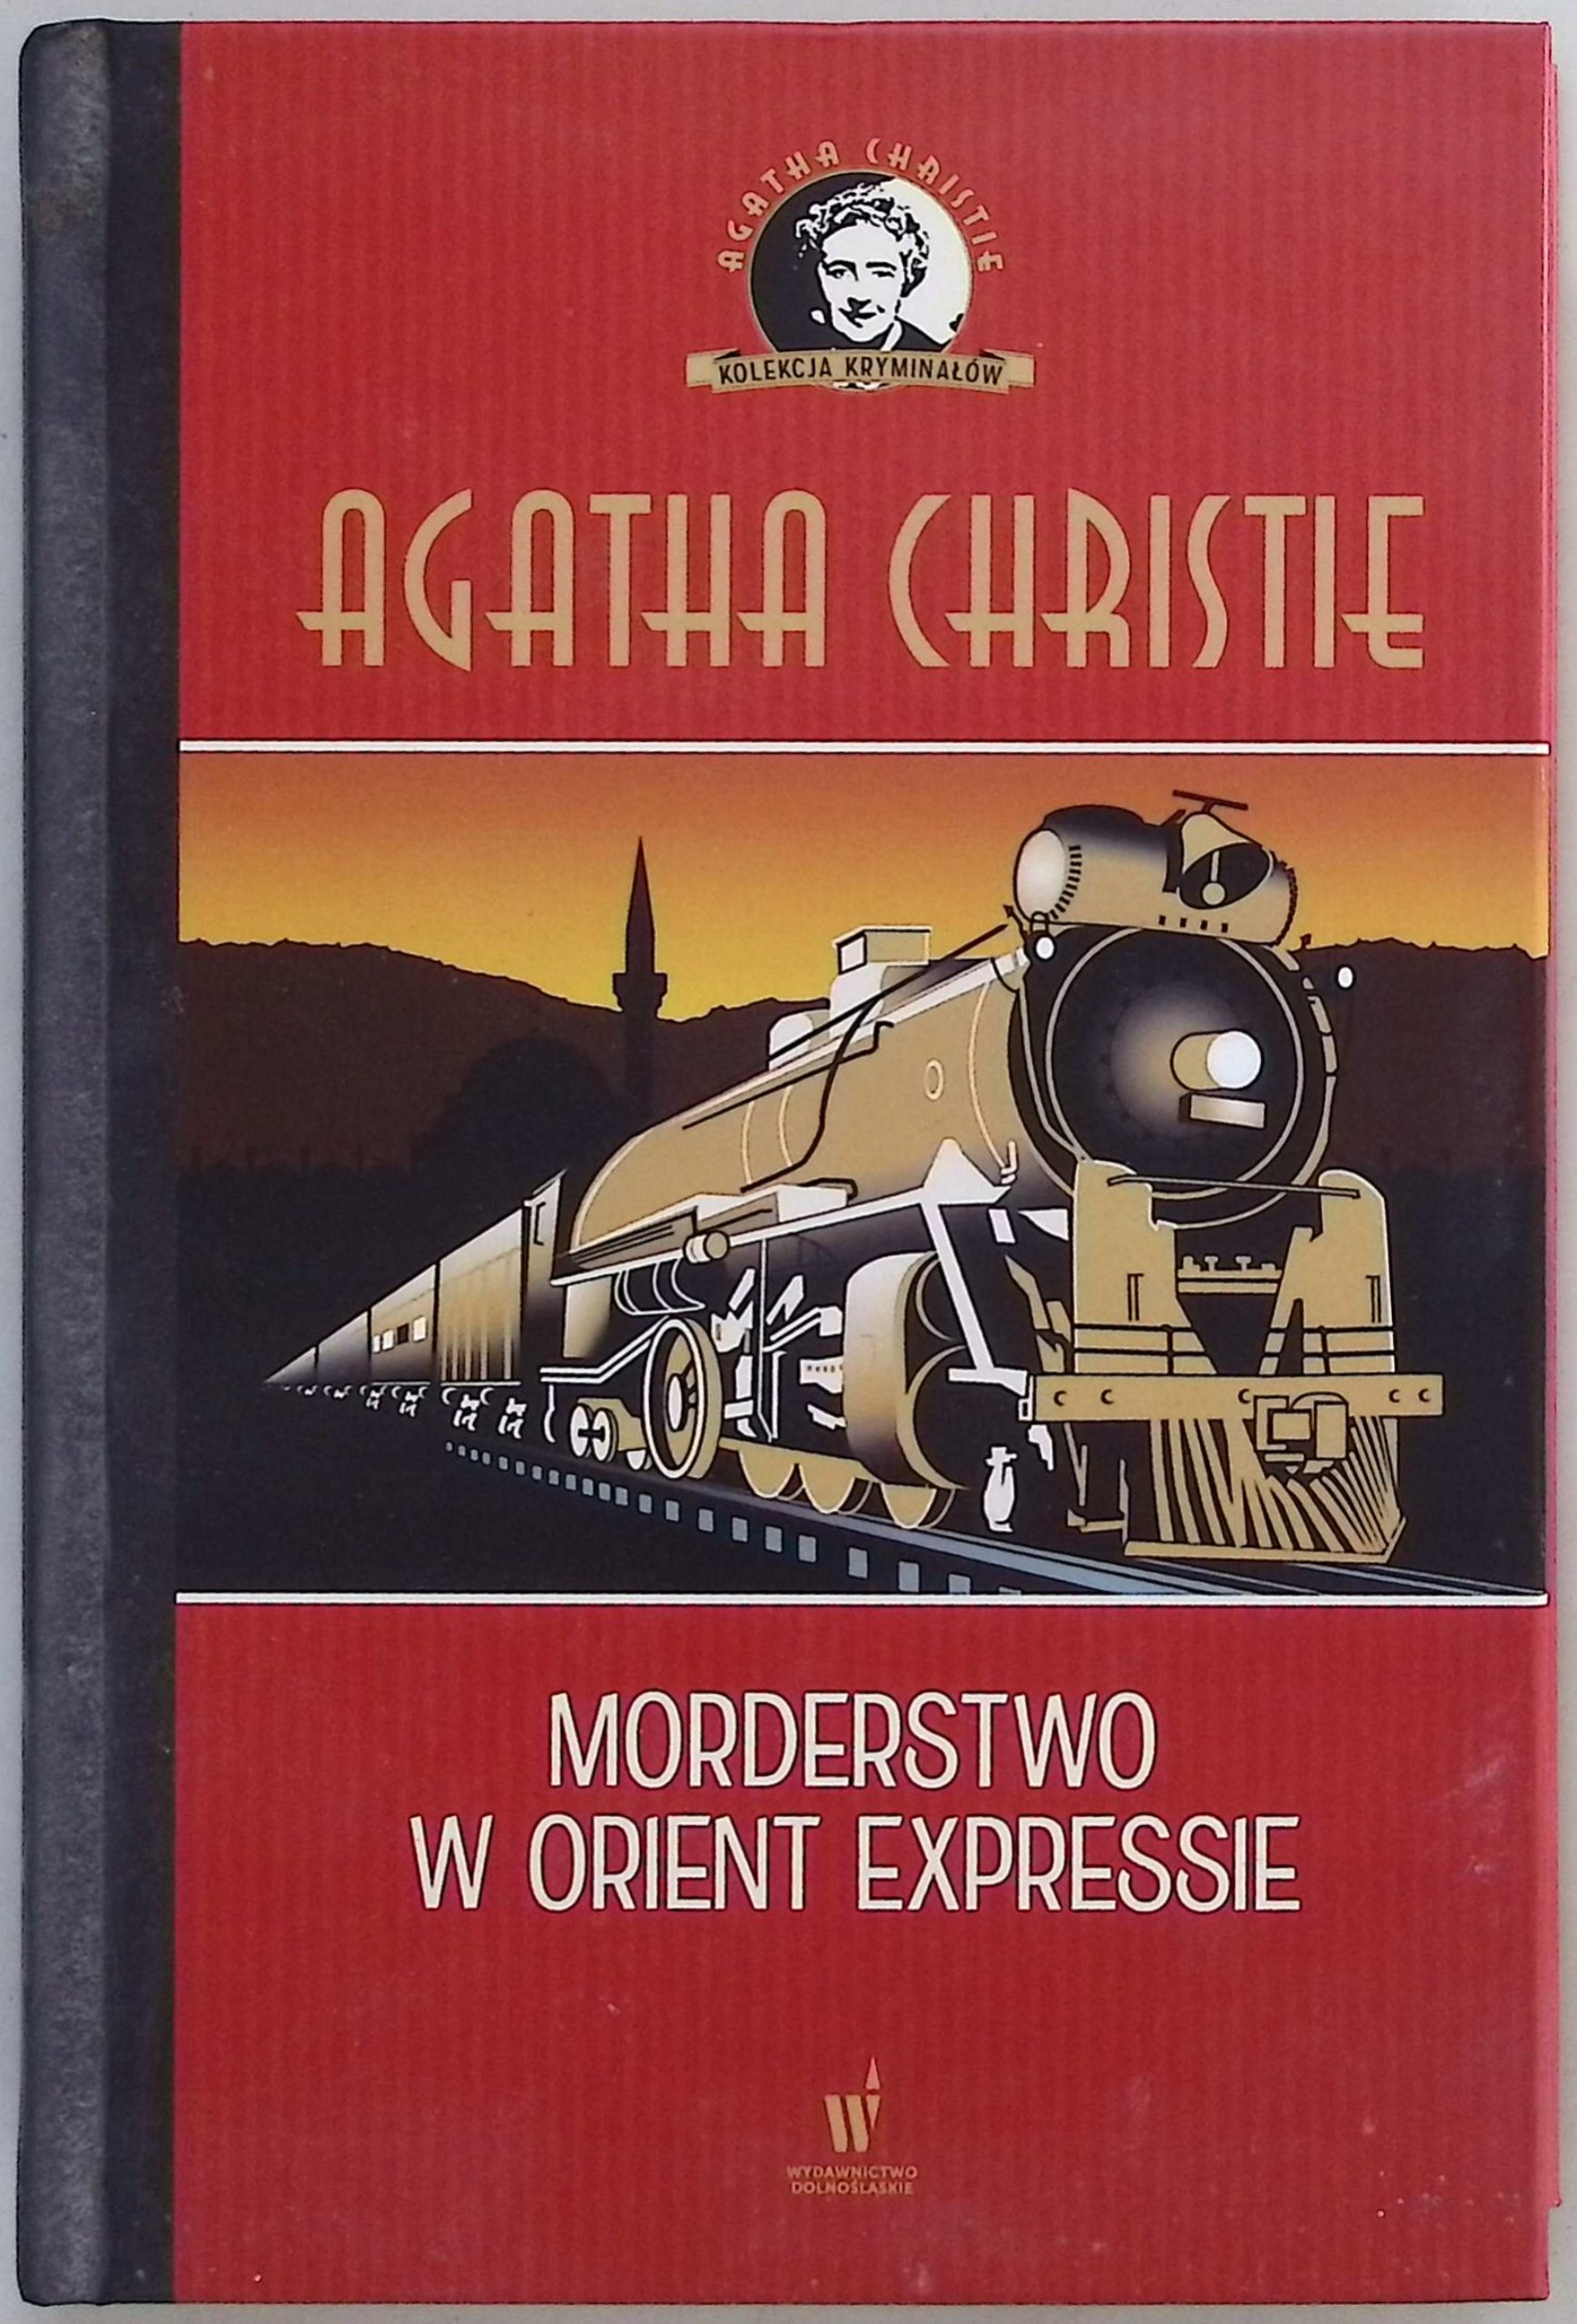 AGATHA CHRISTIE
KOLEKCJA KRYMINAŁÓW
AGATHA CHRISTIE
MORDERSTWO
W ORIENT EXPRESSIE
W
WYDAWNICTWO
DOLNOŚLĄSKIE